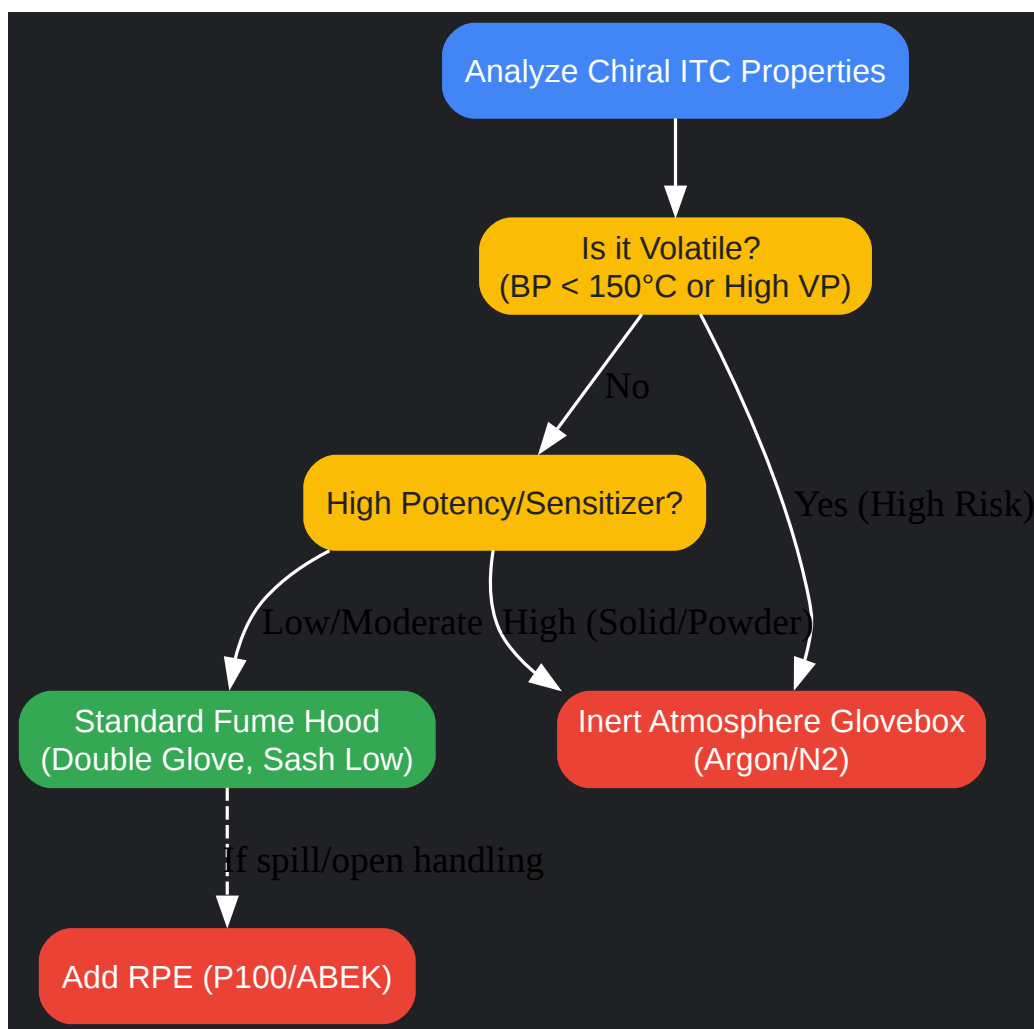 Analyze Chiral ITC Properties
Is it Volatile?
(BP < 150°C or High VP)
No
High Potency/Sensitizer?
Yes (High Risk)
Low/Moderate
High (Solid/Powder)
Standard Fume Hood
(Double Glove, Sash Low)
Inert Atmosphere Glovebox
(Argon/N2)
If spill/open handling
Add RPE (P100/ABEK)